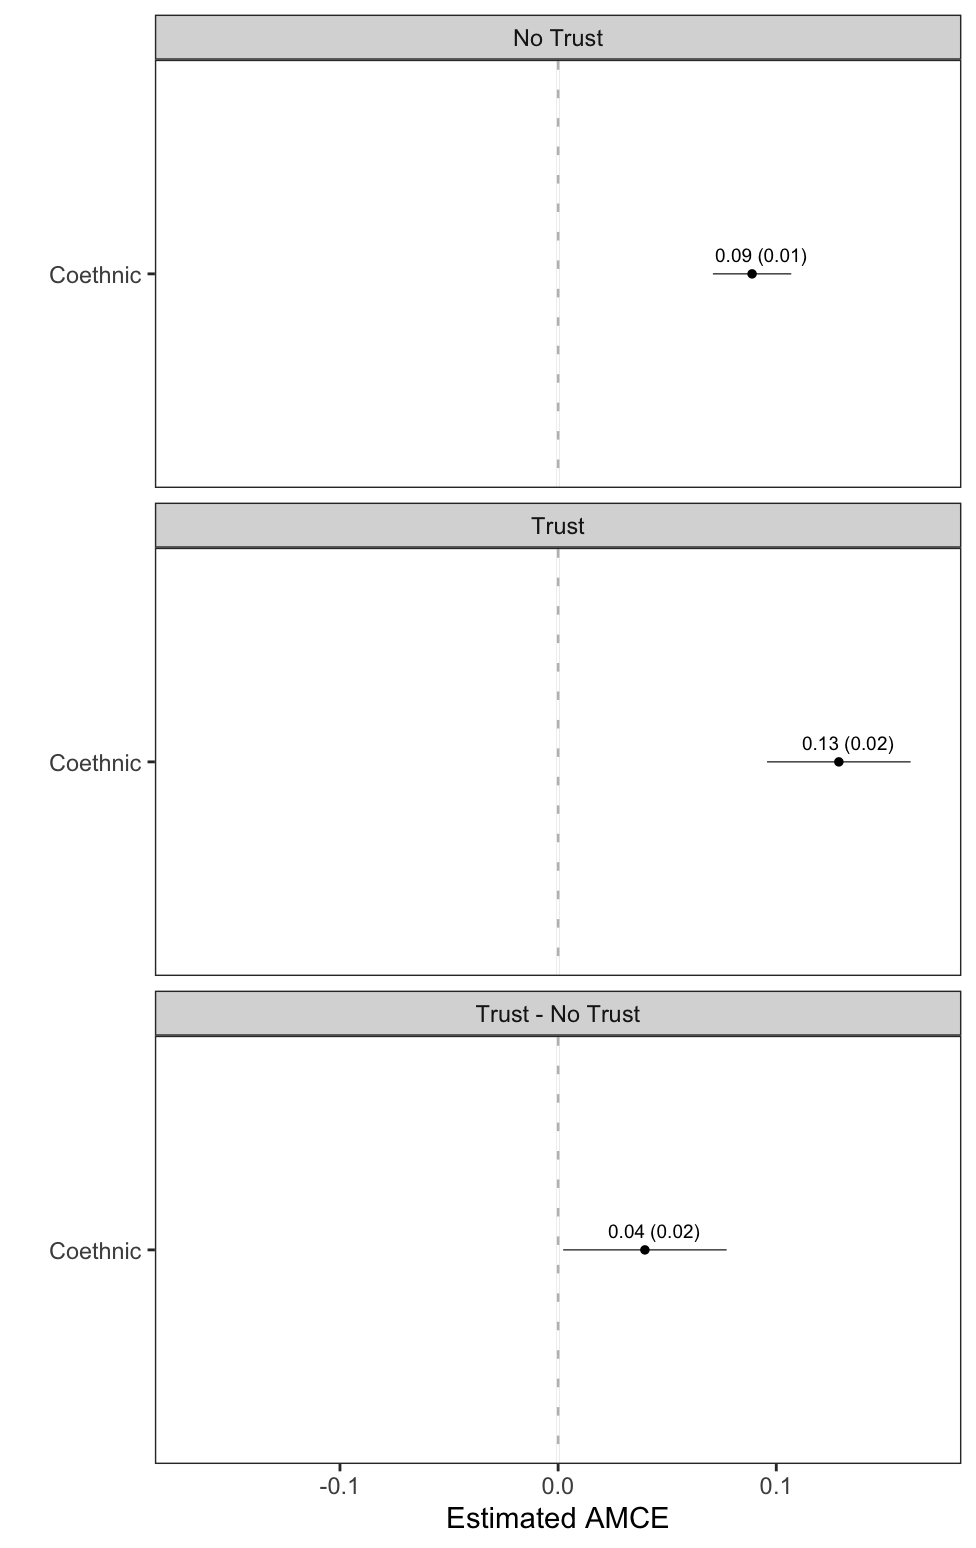 No Trust
0.09 (0.01)
Coethnic
Trust
0.13 (0.02)
Coethnic
Trust - No Trust
0.04 (0.02)
Coethnic
-0.1 0.0 0.1
Estimated AMCE